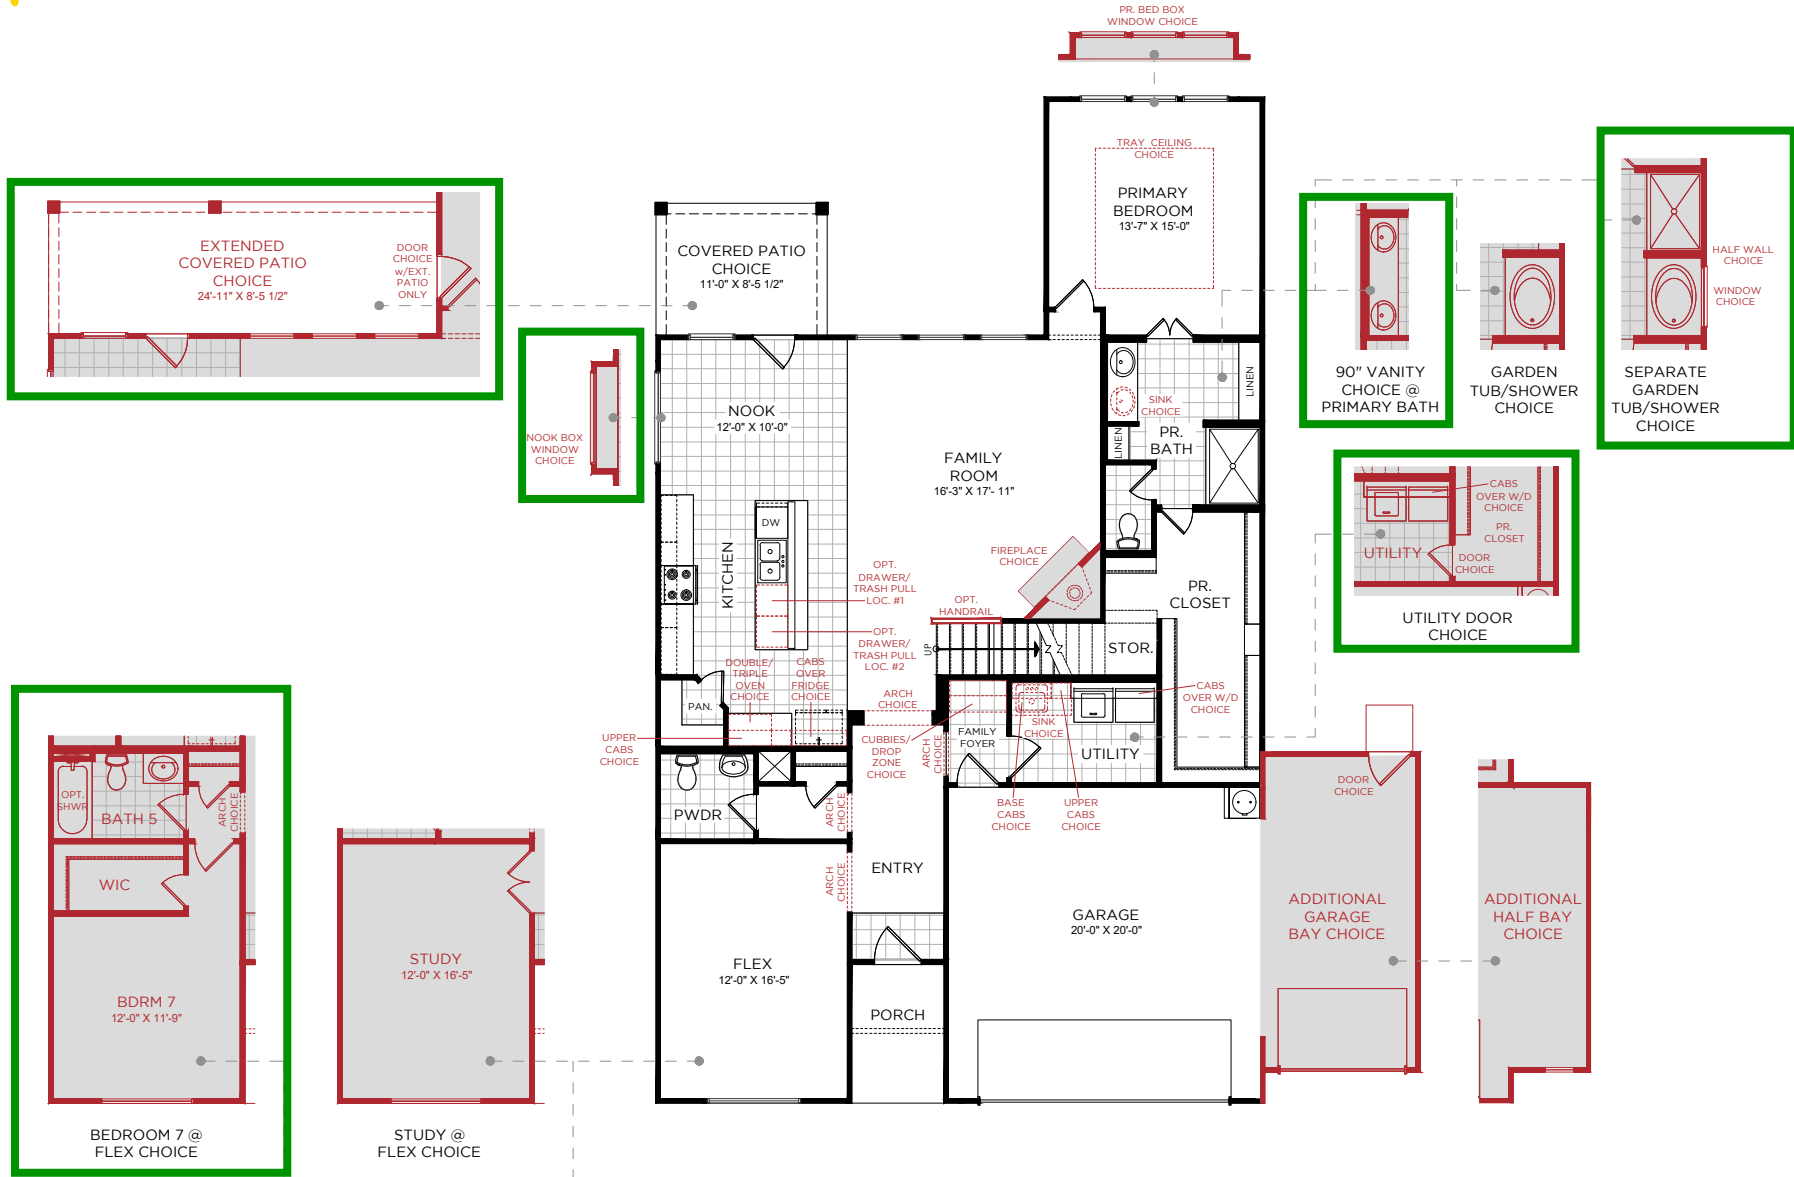 PR. BED BOX
WINDOW CHOICE
TRAY CEILING
CHOICE
PRIMARY
BEDROOM
13'-7" X 15'-0"
EXTENDED
COVERED PATIO
CHOICE
24'-11" X 8'-5 1/2"
DOOR
CHOICE
w/EXT.
PATIO
ONLY
COVERED PATIO
CHOICE
11'-0" X 8'-5 1/2"
HALF WALL
CHOICE
WINDOW
CHOICE
90" VANITY
CHOICE @
PRIMARY BATH
GARDEN
TUB/SHOWER
CHOICE
SEPARATE
GARDEN
TUB/SHOWER
CHOICE
NOOK BOX
WINDOW
CHOICE
NOOK
12'-0" X 10'-0"
FAMILY
ROOM
16'-3" X 17'- 11"
SINK
CHOICE
LINEN
LINEN
PR.
BATH
CABS
OVER W/D
CHOICE
PR.
CLOSET
UTILITY
DOOR
CHOICE
UTILITY DOOR
CHOICE
DW
KITCHEN
OPT.
DRAWER/
TRASH PULL
LOC. #1
OPT.
DRAWER/
TRASH PULL
LOC. #2
FIREPLACE
CHOICE
OPT.
HANDRAIL
UP
PR.
CLOSET
STOR.
DOUBLE/
TRIPLE
OVEN
CHOICE
CABS
OVER
FRIDGE
CHOICE
ARCH
CHOICE
PAN.
UPPER
CABS
CHOICE
CUBBIES/
DROP
ZONE
CHOICE
ARCH
CHOICE
FAMILY
FOYER
SINK
CHOICE
UTILITY
CABS
OVER W/D
CHOICE
BASE
CABS
CHOICE
UPPER
CABS
CHOICE
PWDR
ARCH
CHOICE
ARCH
CHOICE
ENTRY
FLEX
12'-0" X 16'-5"
PORCH
GARAGE
20'-0" X 20'-0"
DOOR
CHOICE
ADDITIONAL
GARAGE
BAY CHOICE
ADDITIONAL
HALF BAY
CHOICE
OPT.
SHWR
BATH 5
ARCH
CHOICE
WIC
BDRM 7
12'-0" X 11'-9"
BEDROOM 7 @
FLEX CHOICE
STUDY
12'-0" X 16'-5"
STUDY @
FLEX CHOICE